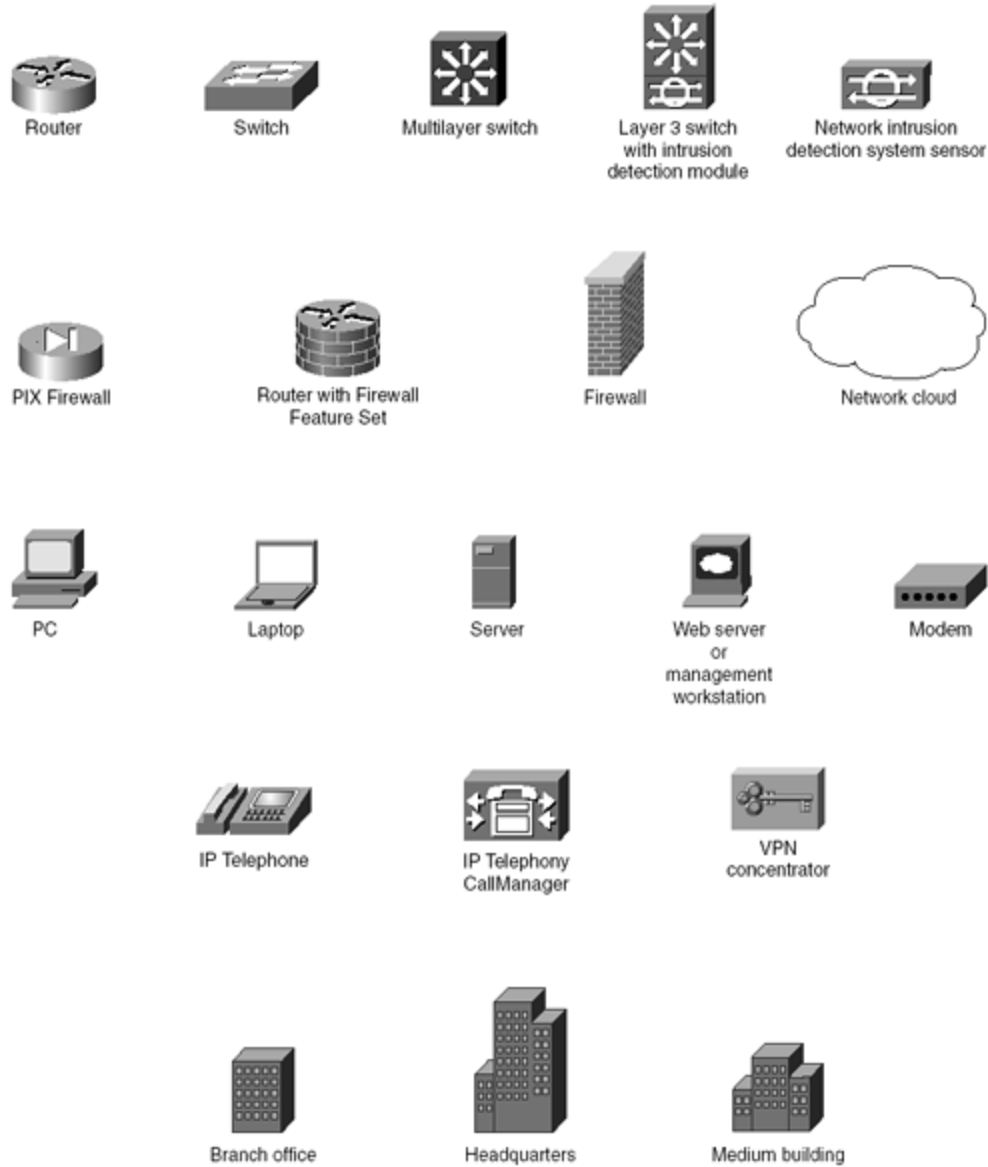 Router
Switch
Multilayer switch
Layer 3 switch
with intrusion
detection module
Network intrusion
detection system sensor
PIX Firewall
Router with Firewall
Feature Set
Firewall
Network cloud
PC
Laptop
Server
Web server
or
management
workstation
Modem
IP Telephone
IP Telephony
CallManager
VPN
concentrator
Branch office
Headquarters
Medium building